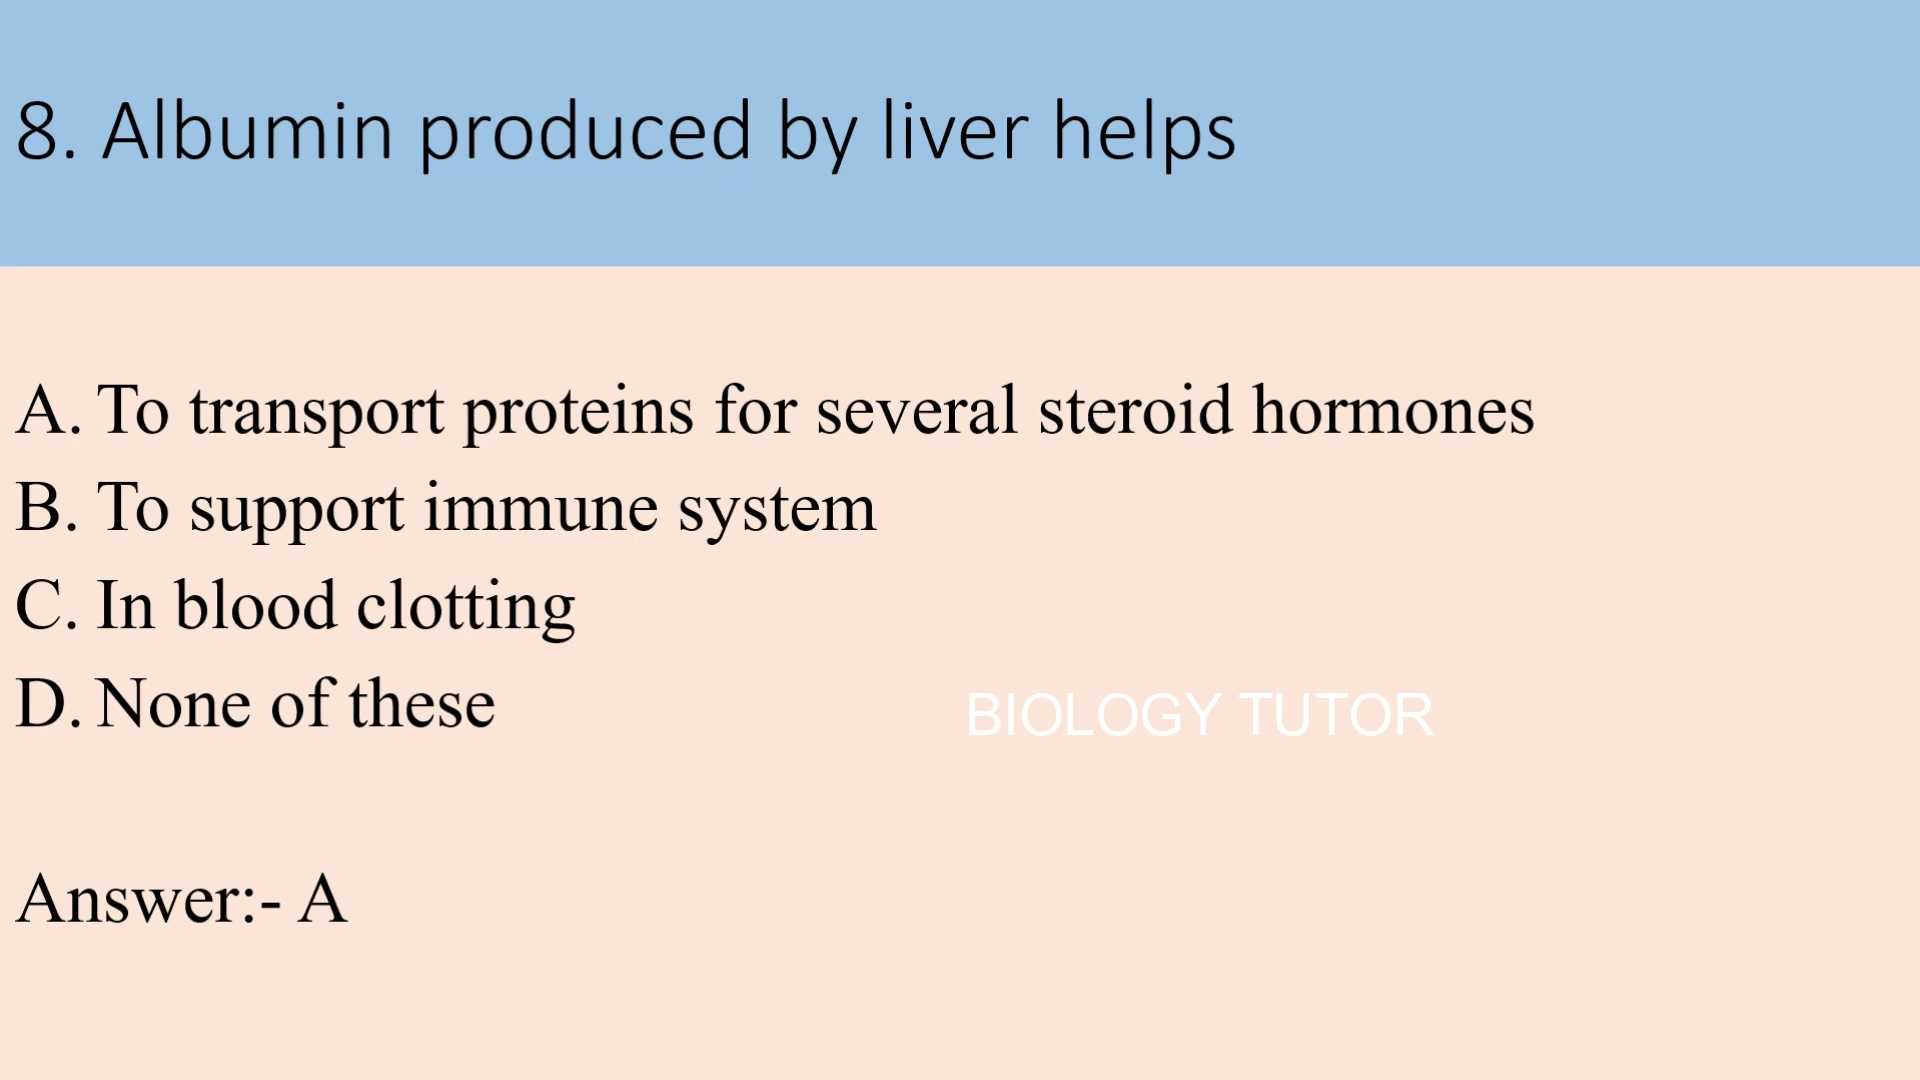 8. Albumin produced by liver helps
A. To transport proteins for several steroid hormones
B. To support immune system
C. In blood clotting
D. None of these
BIOLOGY TUTOR
Answer:- A